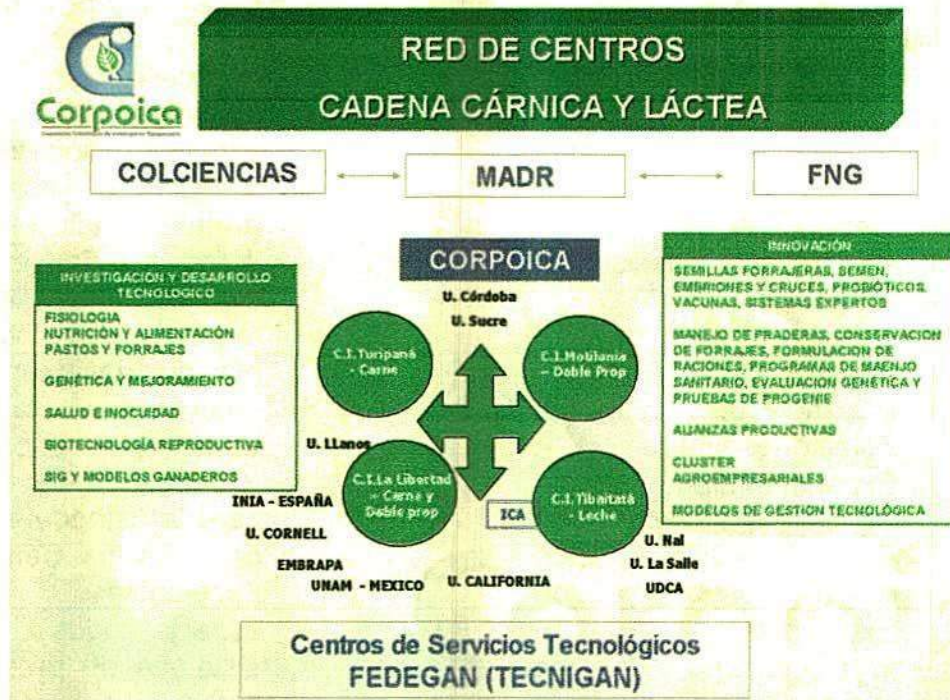 Corpoica
RED DE CENTROS
CADENA CÁRNICA Y LÁCTEA
COLCIENCIAS
MADR
FNG
CORPOICA
INVESTIGACION Y DESARROLLO
TECNOLOGICO
FISIOLOGIA
NUTRICIÓN Y ALIMENTACIÓN
PASTOS Y FORRAJES
GENÉTICA Y MEJORAMIENTO
SALUD E INOCUIDAD
BIOTECNOLOGÍA REPRODUCTIVA
SIG Y MODELOS GANADEROS
U. Córdoba
U. Sucre
C.I.Turipaná
- Carne
C.I.Motilonia
- Doble Prop
U. LLanos
C.I.La Libertad
- Carne y
Doble prop
ICA
C.I.Tibaitatá
- Leche
INIA - ESPAÑA
U. CORNELL
EMBRAPA
UNAM - MEXICO
U. CALIFORNIA
U. Nal
U. La Salle
UDCA
INNOVACIÓN
SEMILLAS FORRAJERAS, SEMEN,
EMBRIONES Y CRUCES, PROBIÓTICOS,
VACUNAS, SISTEMAS EXPERTOS
MANEJO DE PRADERAS, CONSERVACION
DE FORRAJES, FORMULACION DE
RACIONES, PROGRAMAS DE MAENJO
SANITARIO, EVALUACION GENÉTICA Y
PRUEBAS DE PROGENIE
ALIANZAS PRODUCTIVAS
CLUSTER
AGROEMPRESARIALES
MODELOS DE GESTION TECNOLÓGICA
Centros de Servicios Tecnológicos
FEDEGAN (TECNIGAN)